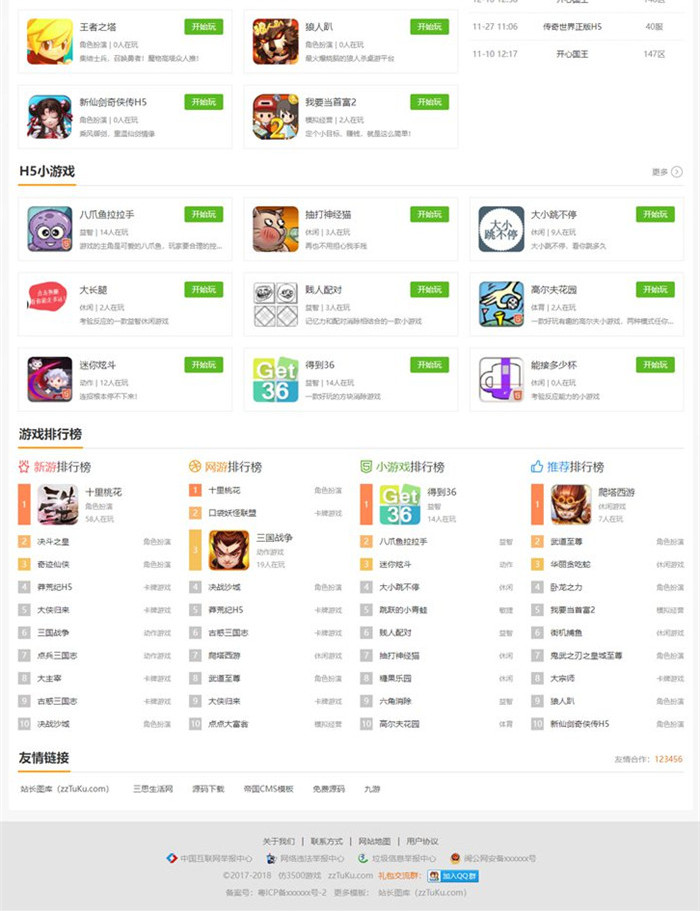 王者之塔
开始玩
角色扮演 | 0人在玩
狼人趴
开始玩
角色扮演 | 0人在玩
是火爆烧脑的狼人杀桌游平台
11-27 11:06 传奇世界正版H5 40服
11-10 12:17 开心国王 147区
新仙剑奇侠传H5
开始玩
角色扮演 | 0人在玩
乘风御剑，重温仙剑情缘
我要当首富2
开始玩
模拟经营 | 2人在玩
定个小目标，赚钱，就是这么简单！
H5小游戏
更多
八爪鱼拉拉手
开始玩
益智 | 14人在玩
游戏的主角是可爱的八爪鱼，玩家要合理的拴...
抽打神经猫
开始玩
休闲 | 3人在玩
再也不用担心找手残
大小跳不停
大小跳不停
开始玩
休闲 | 9人在玩
大小跳不停，看你跳多久
大长腿
开始玩
休闲 | 2人在玩
考验反应的一款益智休闲游戏
贱人配对
开始玩
益智 | 3人在玩
记忆力和配对消除相结合的一款小游戏
高尔夫花园
开始玩
体育 | 2人在玩
一款好玩有趣的高尔夫小游戏，两种模式任你...
迷你炫斗
开始玩
动作 | 12人在玩
连招根本停不下来！
Get36
得到36
开始玩
益智 | 14人在玩
一款好玩的方块消除游戏
能接多少杯
开始玩
休闲 | 0人在玩
考验反应能力的小游戏
游戏排行榜
新游排行榜
1 十里桃花
角色扮演
58人在玩
2 决斗之皇 角色扮演
3 奇迹仙侠 角色扮演
4 莽荒纪H5 卡牌游戏
5 大侠归来 卡牌游戏
6 三国战争 动作游戏
7 点兵三国志 动作游戏
8 大主宰 卡牌游戏
9 古惑三国志 卡牌游戏
10 决战沙城 角色扮演
网游排行榜
1 十里桃花 角色扮演
2 口袋妖怪联盟 卡牌游戏
3 三国战争
动作游戏
19人在玩
4 决战沙城 角色扮演
5 莽荒纪H5 卡牌游戏
6 古惑三国志 卡牌游戏
7 爬塔西游 休闲游戏
8 武道至尊 角色扮演
9 大侠归来 卡牌游戏
10 点点大富翁 模拟经营
小游戏排行榜
1 Get36 得到36
益智
14人在玩
2 八爪鱼拉拉手 益智
3 迷你炫斗 动作
4 大小跳不停 休闲
5 跳跃的小青蛙 敏捷
6 贱人配对 益智
7 抽打神经猫 休闲
8 糖果乐园 休闲
9 六角消除 益智
10 高尔夫花园 体育
推荐排行榜
1 爬塔西游
休闲游戏
7人在玩
2 武道至尊 角色扮演
3 华丽贪吃蛇 休闲游戏
4 卧龙之力 角色扮演
5 我要当首富2 模拟经营
6 街机捕鱼 休闲游戏
7 鬼武之刃之皇城至尊 角色扮演
8 大宗师 卡牌游戏
9 狼人趴 角色扮演
10 新仙剑奇侠传H5 角色扮演
友情链接
友情合作：123456
站长图库（zzTuKu.com） 三思生活网 源码下载 帝国CMS模板 免费源码 九游
关于我们 | 联系方式 | 网站地图 | 用户协议
中国互联网举报中心 网络违法举报中心 垃圾信息举报中心 闽公网安备xxxxxx号
©2017-2018 仿3500游戏 zzTuKu.com 礼包交流群： 加入QQ群
备案号：粤ICP备xxxxxx号-2 更多模板： 站长图库（zzTuKu.com）